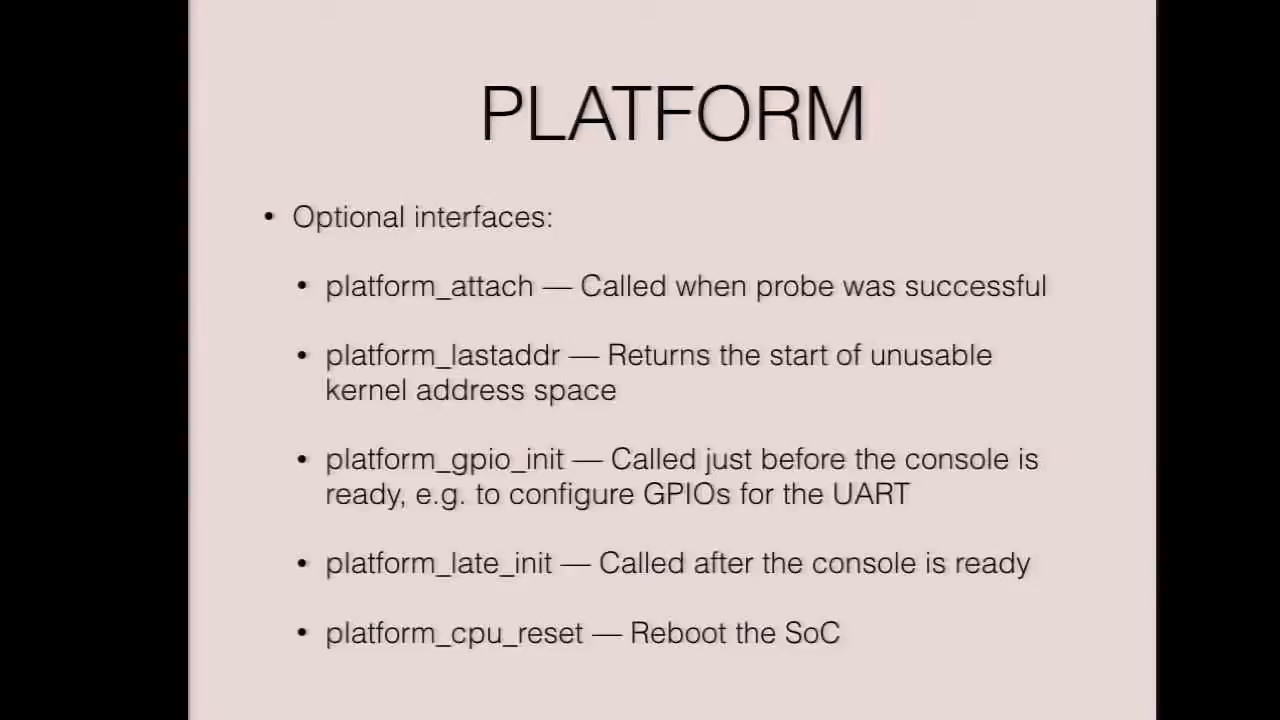 PLATFORM
• Optional interfaces:
• platform_attach — Called when probe was successful
• platform_lastaddr — Returns the start of unusable
kernel address space
• platform_gpio_init — Called just before the console is
ready, e.g. to configure GPIOs for the UART
• platform_late_init — Called after the console is ready
• platform_cpu_reset — Reboot the SoC